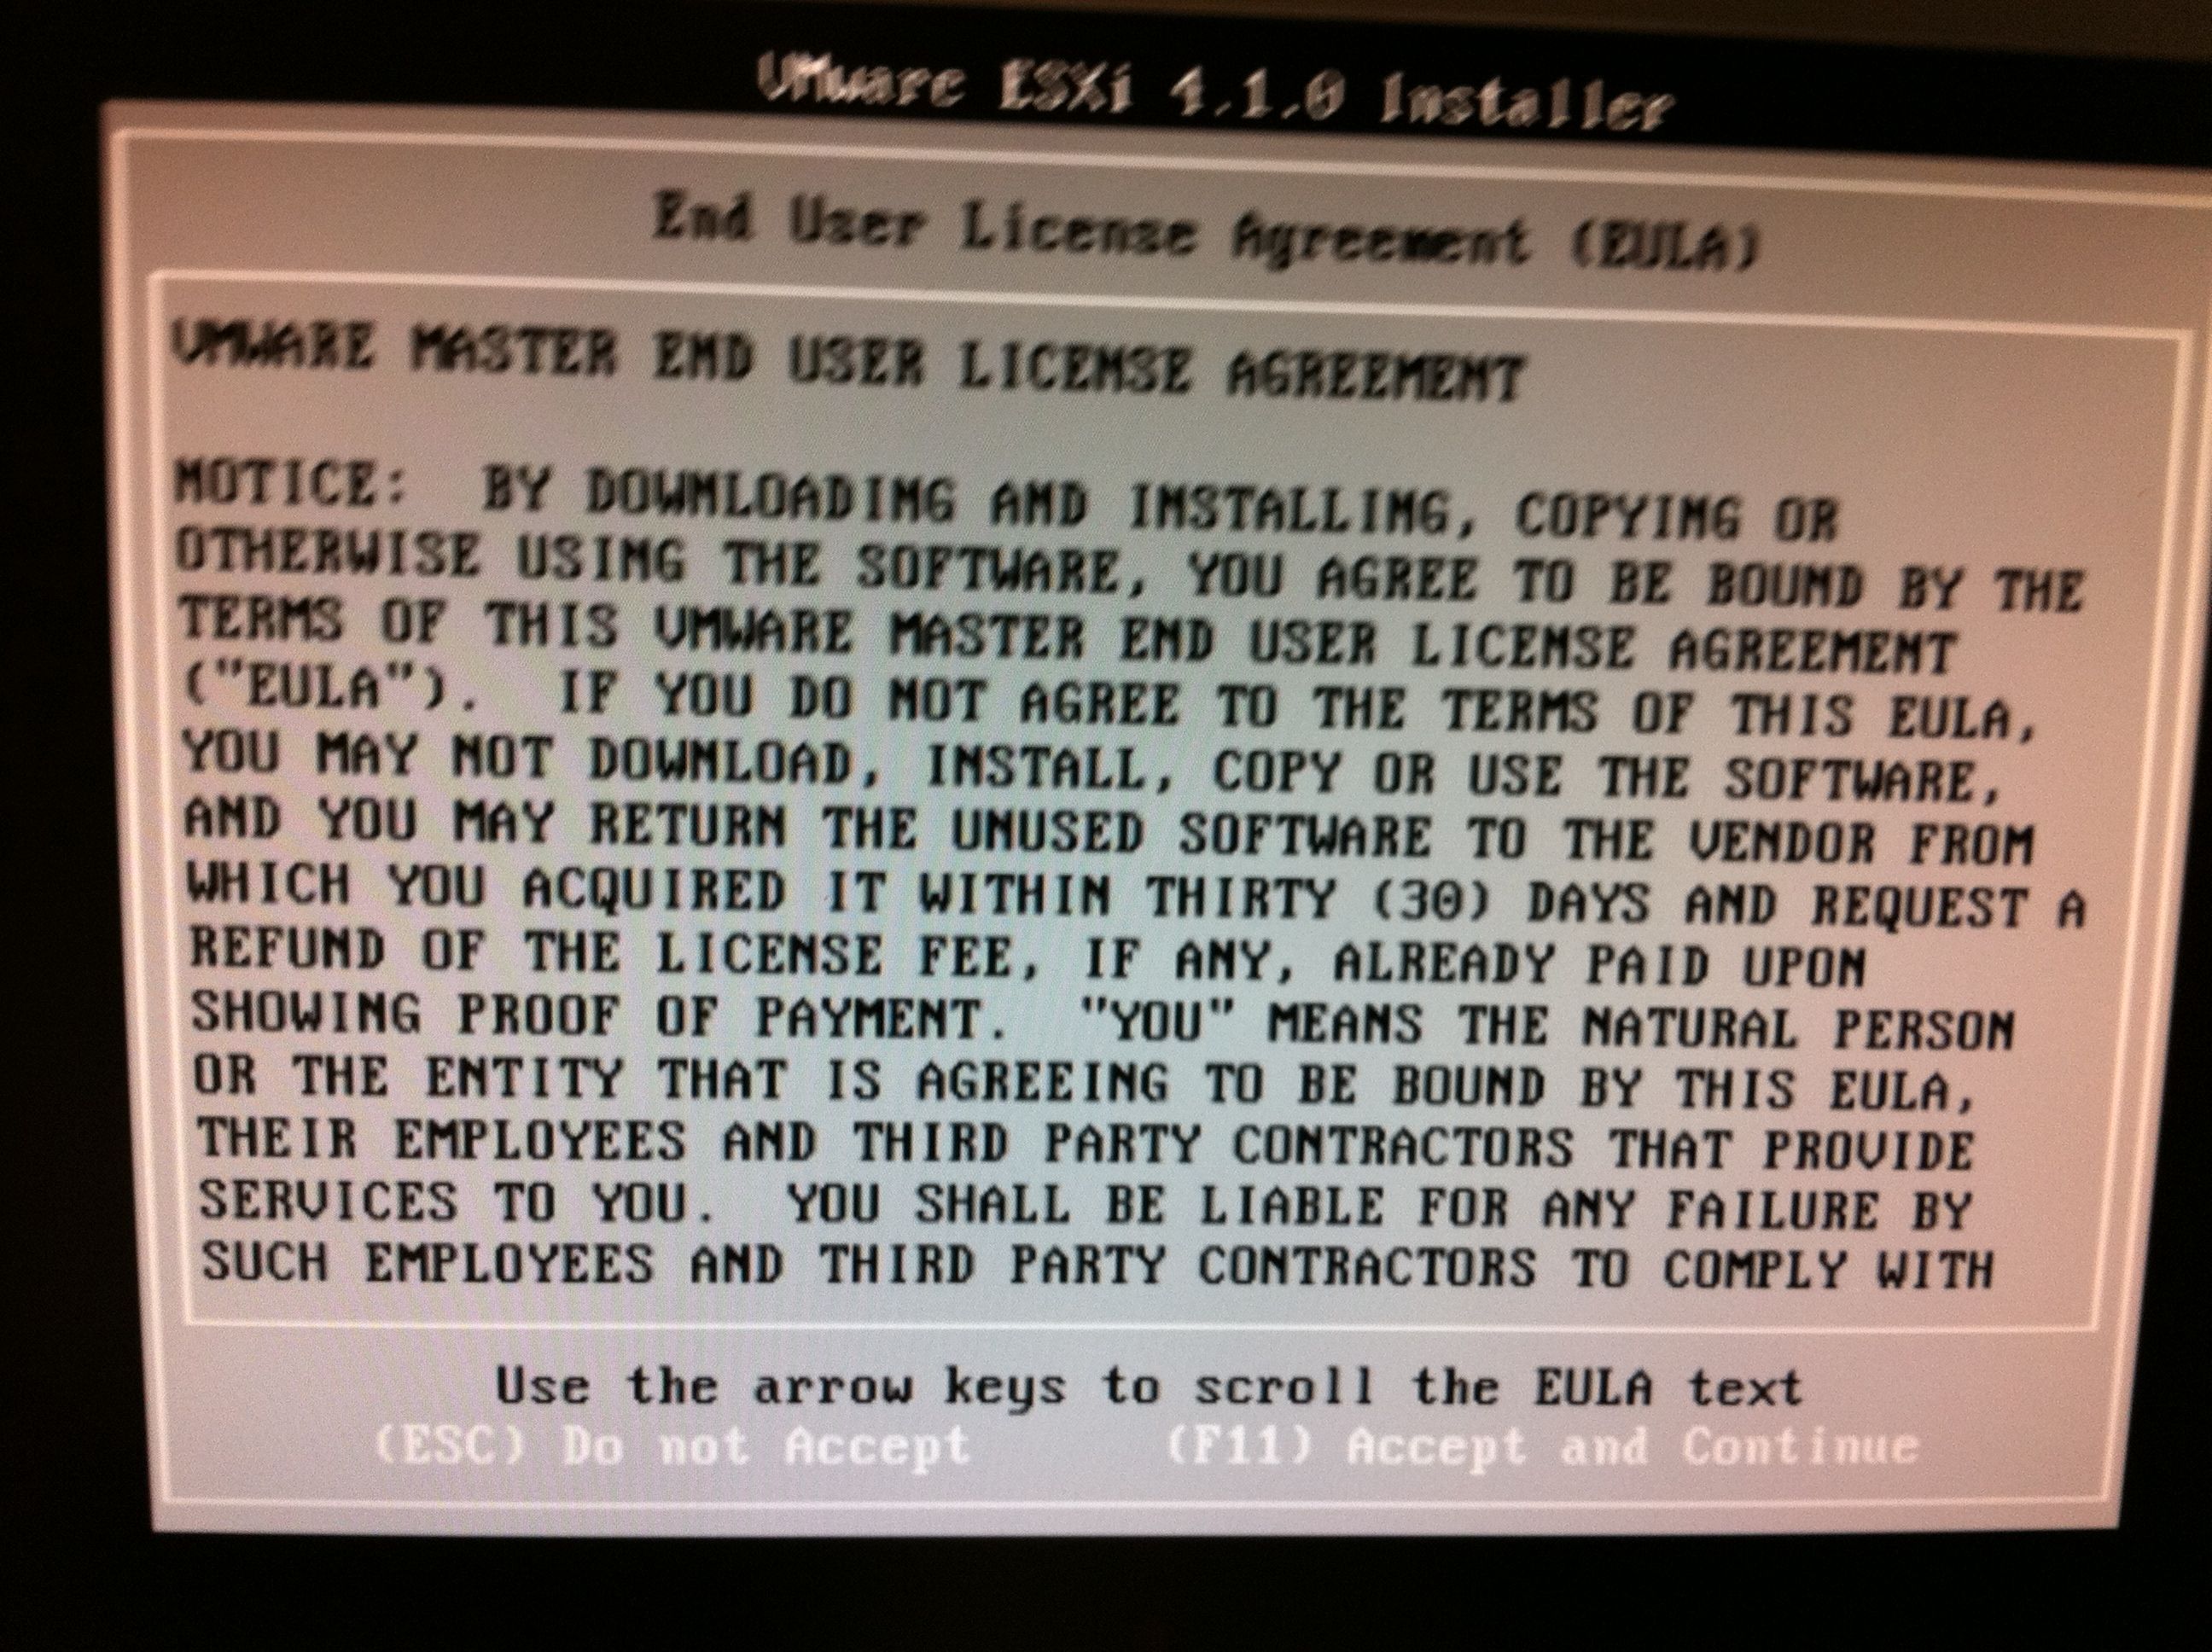 VMware ESXi 4.1.0 Installer
End User License Agreement (EULA)
VMWARE MASTER END USER LICENSE AGREEMENT
NOTICE:  BY DOWNLOADING AND INSTALLING, COPYING OR
OTHERWISE USING THE SOFTWARE, YOU AGREE TO BE BOUND BY THE
TERMS OF THIS VMWARE MASTER END USER LICENSE AGREEMENT
("EULA").  IF YOU DO NOT AGREE TO THE TERMS OF THIS EULA,
YOU MAY NOT DOWNLOAD, INSTALL, COPY OR USE THE SOFTWARE,
AND YOU MAY RETURN THE UNUSED SOFTWARE TO THE VENDOR FROM
WHICH YOU ACQUIRED IT WITHIN THIRTY (30) DAYS AND REQUEST A
REFUND OF THE LICENSE FEE, IF ANY, ALREADY PAID UPON
SHOWING PROOF OF PAYMENT.  "YOU" MEANS THE NATURAL PERSON
OR THE ENTITY THAT IS AGREEING TO BE BOUND BY THIS EULA,
THEIR EMPLOYEES AND THIRD PARTY CONTRACTORS THAT PROVIDE
SERVICES TO YOU.  YOU SHALL BE LIABLE FOR ANY FAILURE BY
SUCH EMPLOYEES AND THIRD PARTY CONTRACTORS TO COMPLY WITH
Use the arrow keys to scroll the EULA text
(ESC) Do not Accept (F11) Accept and Continue